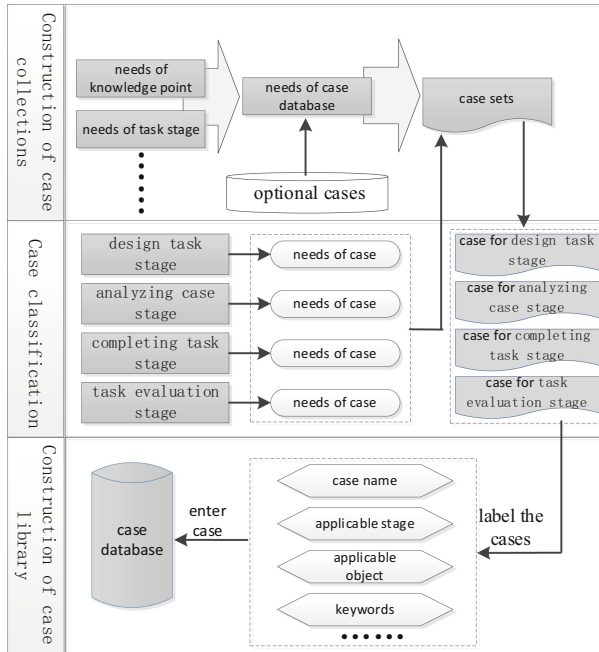 Construction of case
collections
needs of
knowledge point
needs of task stage
needs of case
database
case sets
optional cases
Case classification
design task
stage
analyzing case
stage
completing task
stage
task evaluation
stage
needs of case
needs of case
needs of case
needs of case
case for design task
stage
case for analyzing
case stage
case for completing
task stage
case for task
evaluation stage
Construction of case
library
case
database
enter
case
case name
applicable stage
applicable
object
keywords
label the
cases